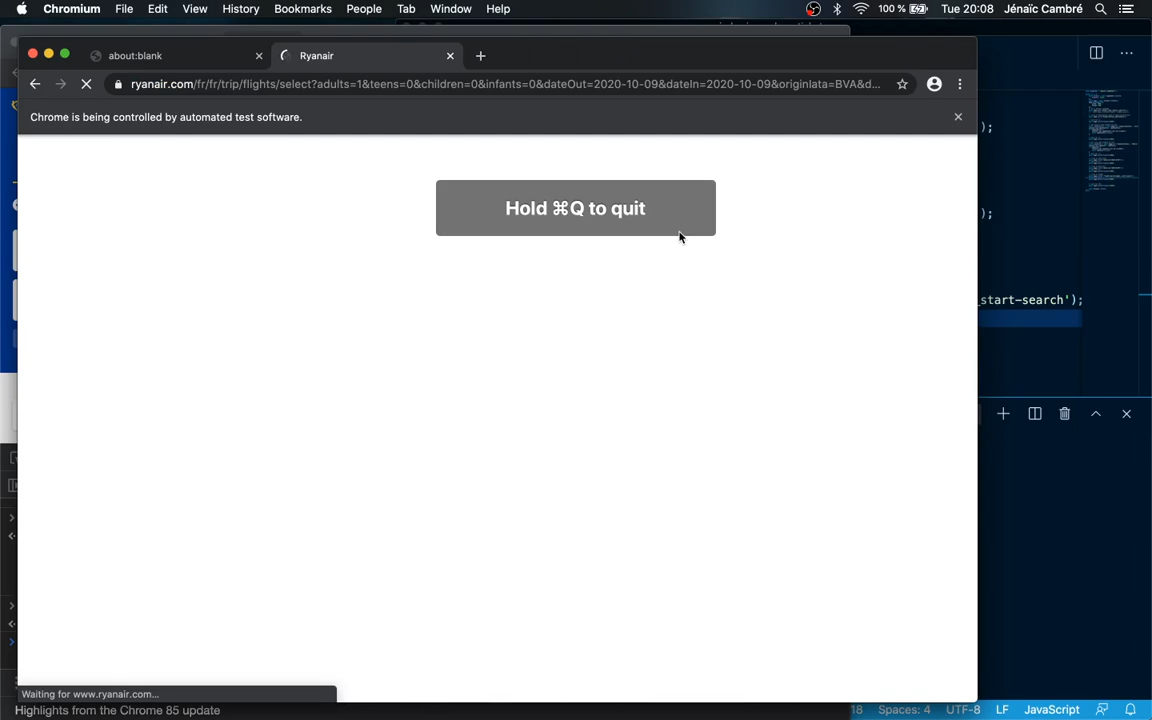 Chromium File Edit View History Bookmarks People Tab Window Help 100 % Tue 20:08 Jénaïc Cambré
about:blank Ryanair
ryanair.com/fr/fr/trip/flights/select?adults=1&teens=0&children=0&infants=0&dateOut=2020-10-09&dateIn=2020-10-09&originIata=BVA&d...
Chrome is being controlled by automated test software.
);
Hold ⌘Q to quit
);
_start-search');
Waiting for www.ryanair.com...
Highlights from the Chrome 85 update
18 Spaces: 4 UTF-8 LF JavaScript